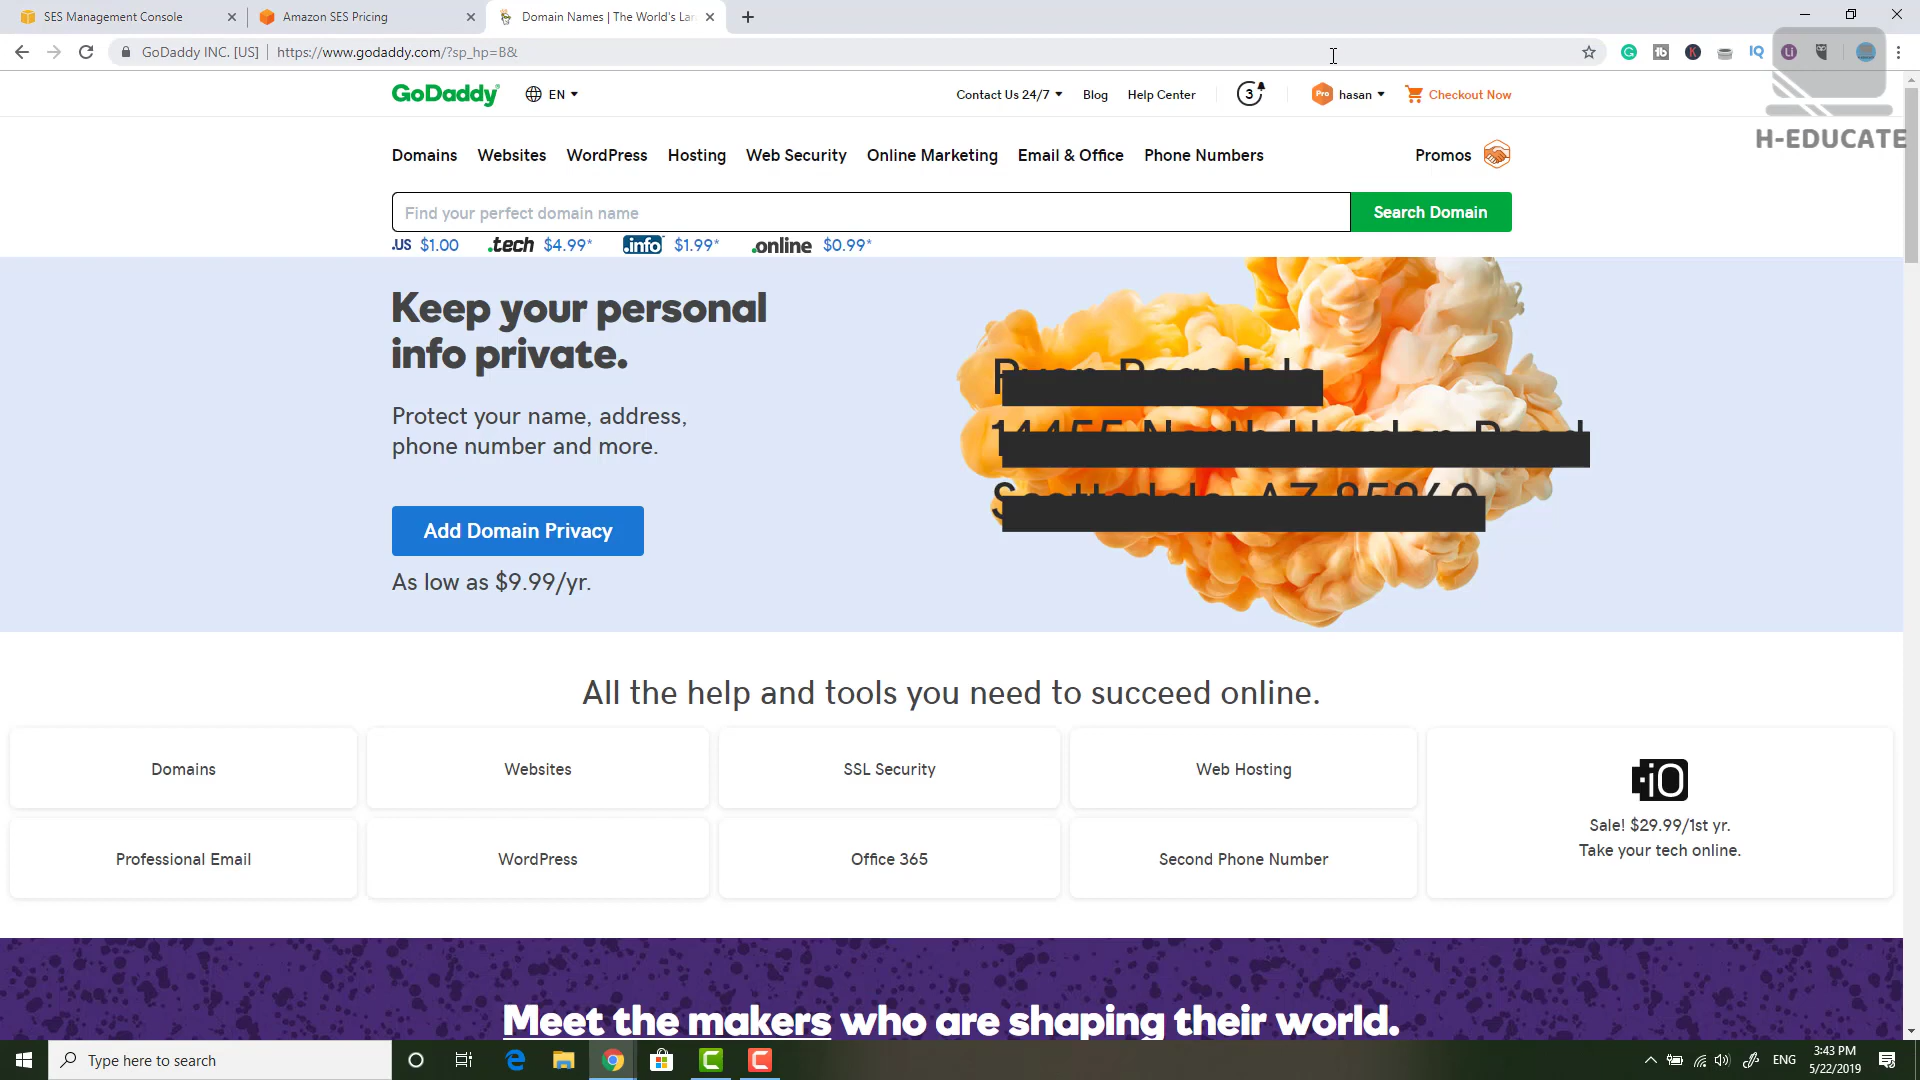 SES Management Console
Amazon SES Pricing
Domain Names | The World's Lar
GoDaddy INC. [US] | https://www.godaddy.com/?sp_hp=B&
GoDaddy EN Contact Us 24/7 Blog Help Center 3 Pro hasan Checkout Now
H-EDUCATE
Domains Websites WordPress Hosting Web Security Online Marketing Email & Office Phone Numbers Promos
Find your perfect domain name Search Domain
.US $1.00 .tech $4.99* .info $1.99* .online $0.99*
Keep your personal
info private.
Protect your name, address,
phone number and more.
Add Domain Privacy
As low as $9.99/yr.
All the help and tools you need to succeed online.
Domains Websites SSL Security Web Hosting
.iO
Sale! $29.99/1st yr.
Take your tech online.
Professional Email WordPress Office 365 Second Phone Number
Meet the makers who are shaping their world.
Type here to search
ENG
3:43 PM
5/22/2019